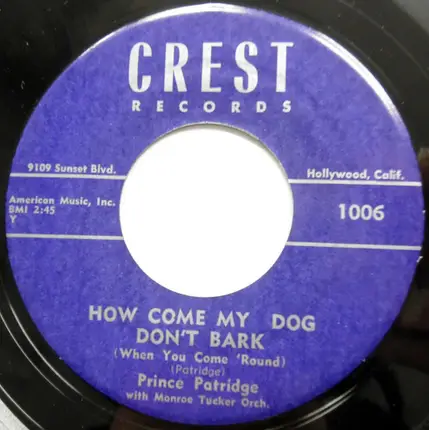 CREST
RECORDS
9109 Sunset Blvd.
Hollywood, Calif.
American Music, Inc.
BMI 2:45
Y
1006
HOW COME MY DOG
DON'T BARK
(When You Come 'Round)
(Patridge)
Prince Patridge
with Monroe Tucker Orch.